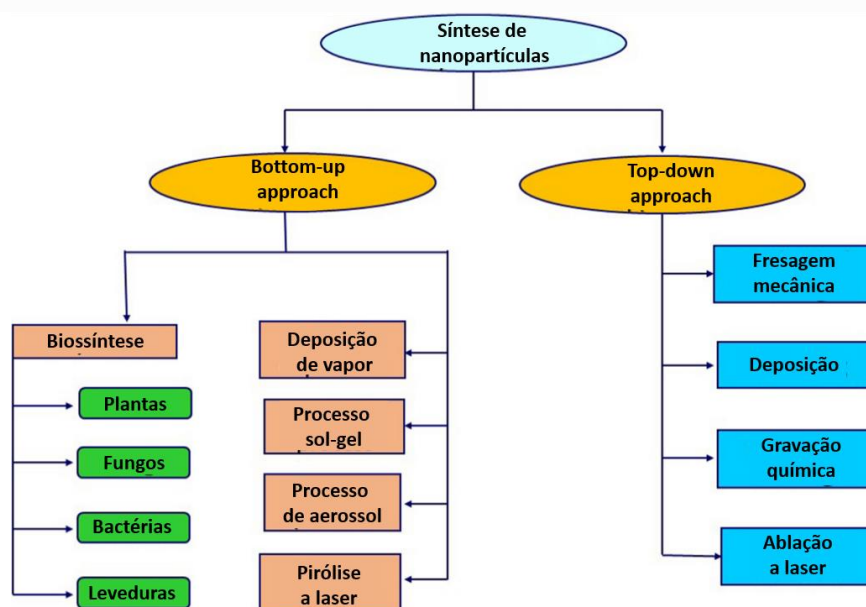 Síntese de
nanopartículas
Bottom-up
approach
Top-down
approach
Biossíntese
Plantas
Fungos
Bactérias
Leveduras
Deposição
de vapor
Processo
sol-gel
Processo
de aerossol
Pirólise
a laser
Fresagem
mecânica
Deposição
Gravação
química
Ablação
a laser